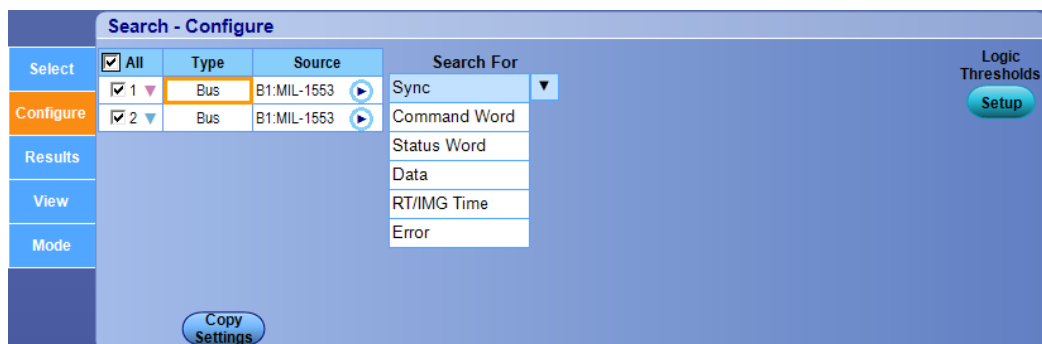 Search - Configure
Select
Configure
Results
View
Mode
All Type Source
1 Bus B1:MIL-1553
2 Bus B1:MIL-1553
Search For
Sync
Command Word
Status Word
Data
RT/IMG Time
Error
Logic
Thresholds
Setup
Copy
Settings